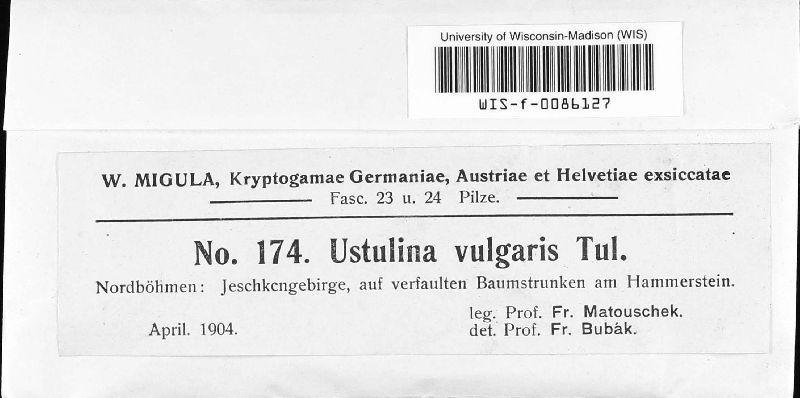 University of Wisconsin-Madison (WIS)
WIS-f-0086127
W. MIGULA, Kryptogamae Germaniae, Austriae et Helvetiae exsiccatae
Fasc. 23 u. 24 Pilze.
No. 174. Ustulina vulgaris Tul.
Nordböhmen: Jeschkengebirge, auf verfaulten Baumstrunken am Hammerstein.
leg. Prof. Fr. Matouschek.
April. 1904.
det. Prof. Fr. Bubák.